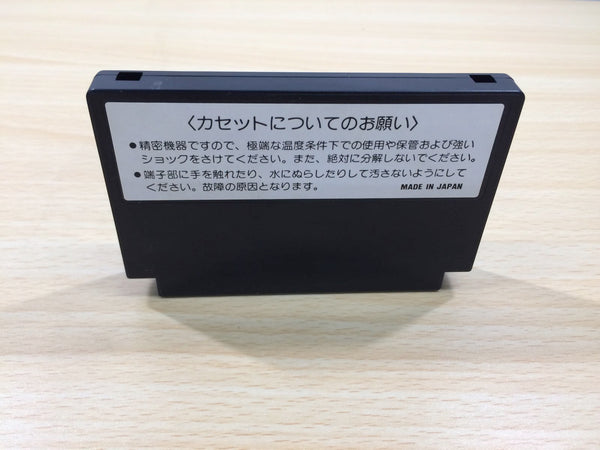 〈カセットについてのお願い〉
●精密機器ですので、極端な温度条件下での使用や保管および強い
ショックをさけてください。また、絶対に分解しないでください。
●端子部に手を触れたり、水にぬらしたりして汚さないようにして
ください。故障の原因となります。
MADE IN JAPAN